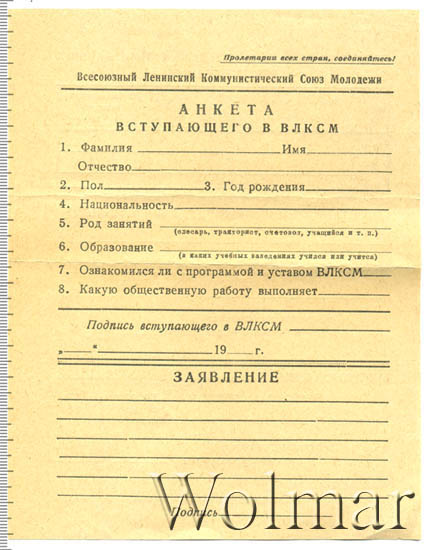 Пролетарии всех стран, соединяйтесь!
Всесоюзный Ленинский Коммунистический Союз Молодежи
АНКЕТА
ВСТУПАЮЩЕГО В ВЛКСМ
1. Фамилия Имя
Отчество
2. Пол 3. Год рождения
4. Национальность
5. Род занятий
(слесарь, тракторист, счетовод, учащийся и т. п.)
6. Образование
(в каких учебных заведениях учился или учится)
7. Ознакомился ли с программой и уставом ВЛКСМ
8. Какую общественную работу выполняет
Подпись вступающего в ВЛКСМ
„ “ 19 г.
ЗАЯВЛЕНИЕ
Подпись
Wolmar